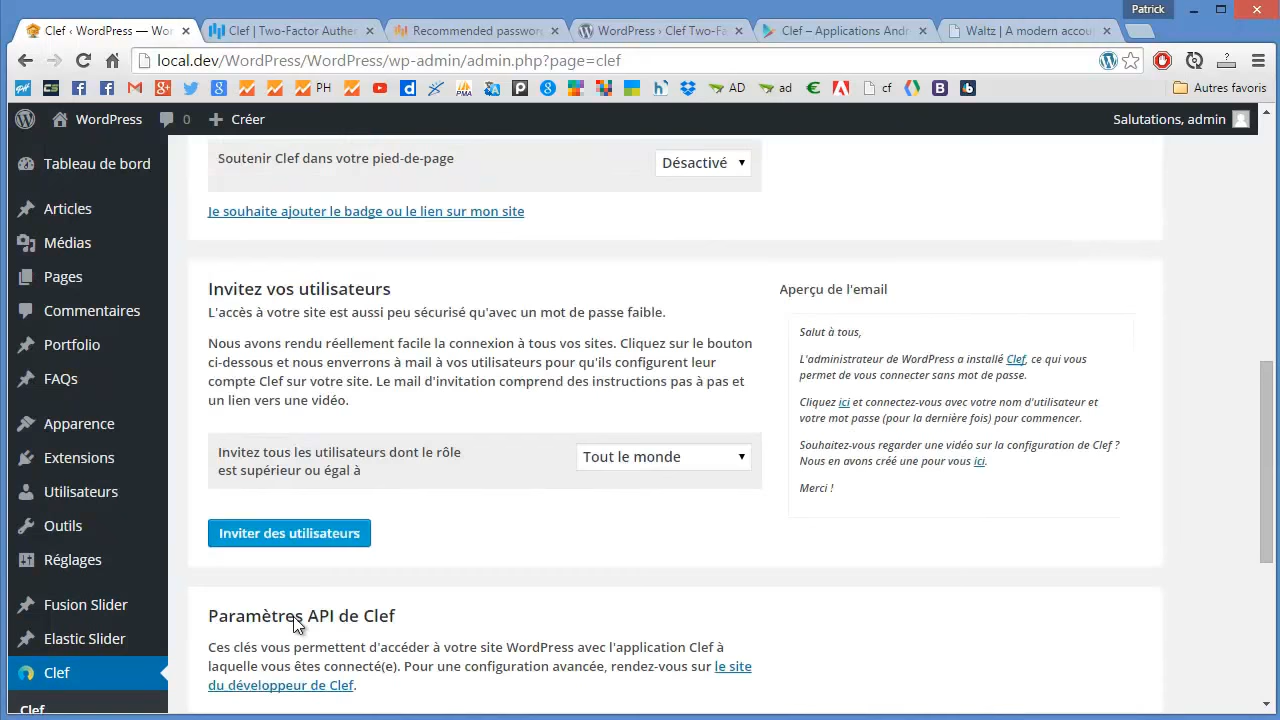 Patrick
Clef ‹ WordPress — Wor
Clef | Two-Factor Authe
Recommended passwor
WordPress › Clef Two-Fa
Clef – Applications Andr
Waltz | A modern accou
local.dev/WordPress/WordPress/wp-admin/admin.php?page=clef
PH
AD
ad
cf
Autres favoris
WordPress
0
Créer
Salutations, admin
Tableau de bord
Articles
Médias
Pages
Commentaires
Portfolio
FAQs
Apparence
Extensions
Utilisateurs
Outils
Réglages
Fusion Slider
Elastic Slider
Clef
Clef
Soutenir Clef dans votre pied-de-page
Désactivé
Je souhaite ajouter le badge ou le lien sur mon site
Invitez vos utilisateurs
L'accès à votre site est aussi peu sécurisé qu'avec un mot de passe faible.
Nous avons rendu réellement facile la connexion à tous vos sites. Cliquez sur le bouton
ci-dessous et nous enverrons à mail à vos utilisateurs pour qu'ils configurent leur
compte Clef sur votre site. Le mail d'invitation comprend des instructions pas à pas et
un lien vers une vidéo.
Invitez tous les utilisateurs dont le rôle
est supérieur ou égal à
Tout le monde
Inviter des utilisateurs
Aperçu de l'email
Salut à tous,
L'administrateur de WordPress a installé Clef, ce qui vous
permet de vous connecter sans mot de passe.
Cliquez ici et connectez-vous avec votre nom d'utilisateur et
votre mot passe (pour la dernière fois) pour commencer.
Souhaitez-vous regarder une vidéo sur la configuration de Clef ?
Nous en avons créé une pour vous ici.
Merci !
Paramètres API de Clef
Ces clés vous permettent d'accéder à votre site WordPress avec l'application Clef à
laquelle vous êtes connecté(e). Pour une configuration avancée, rendez-vous sur le site
du développeur de Clef.